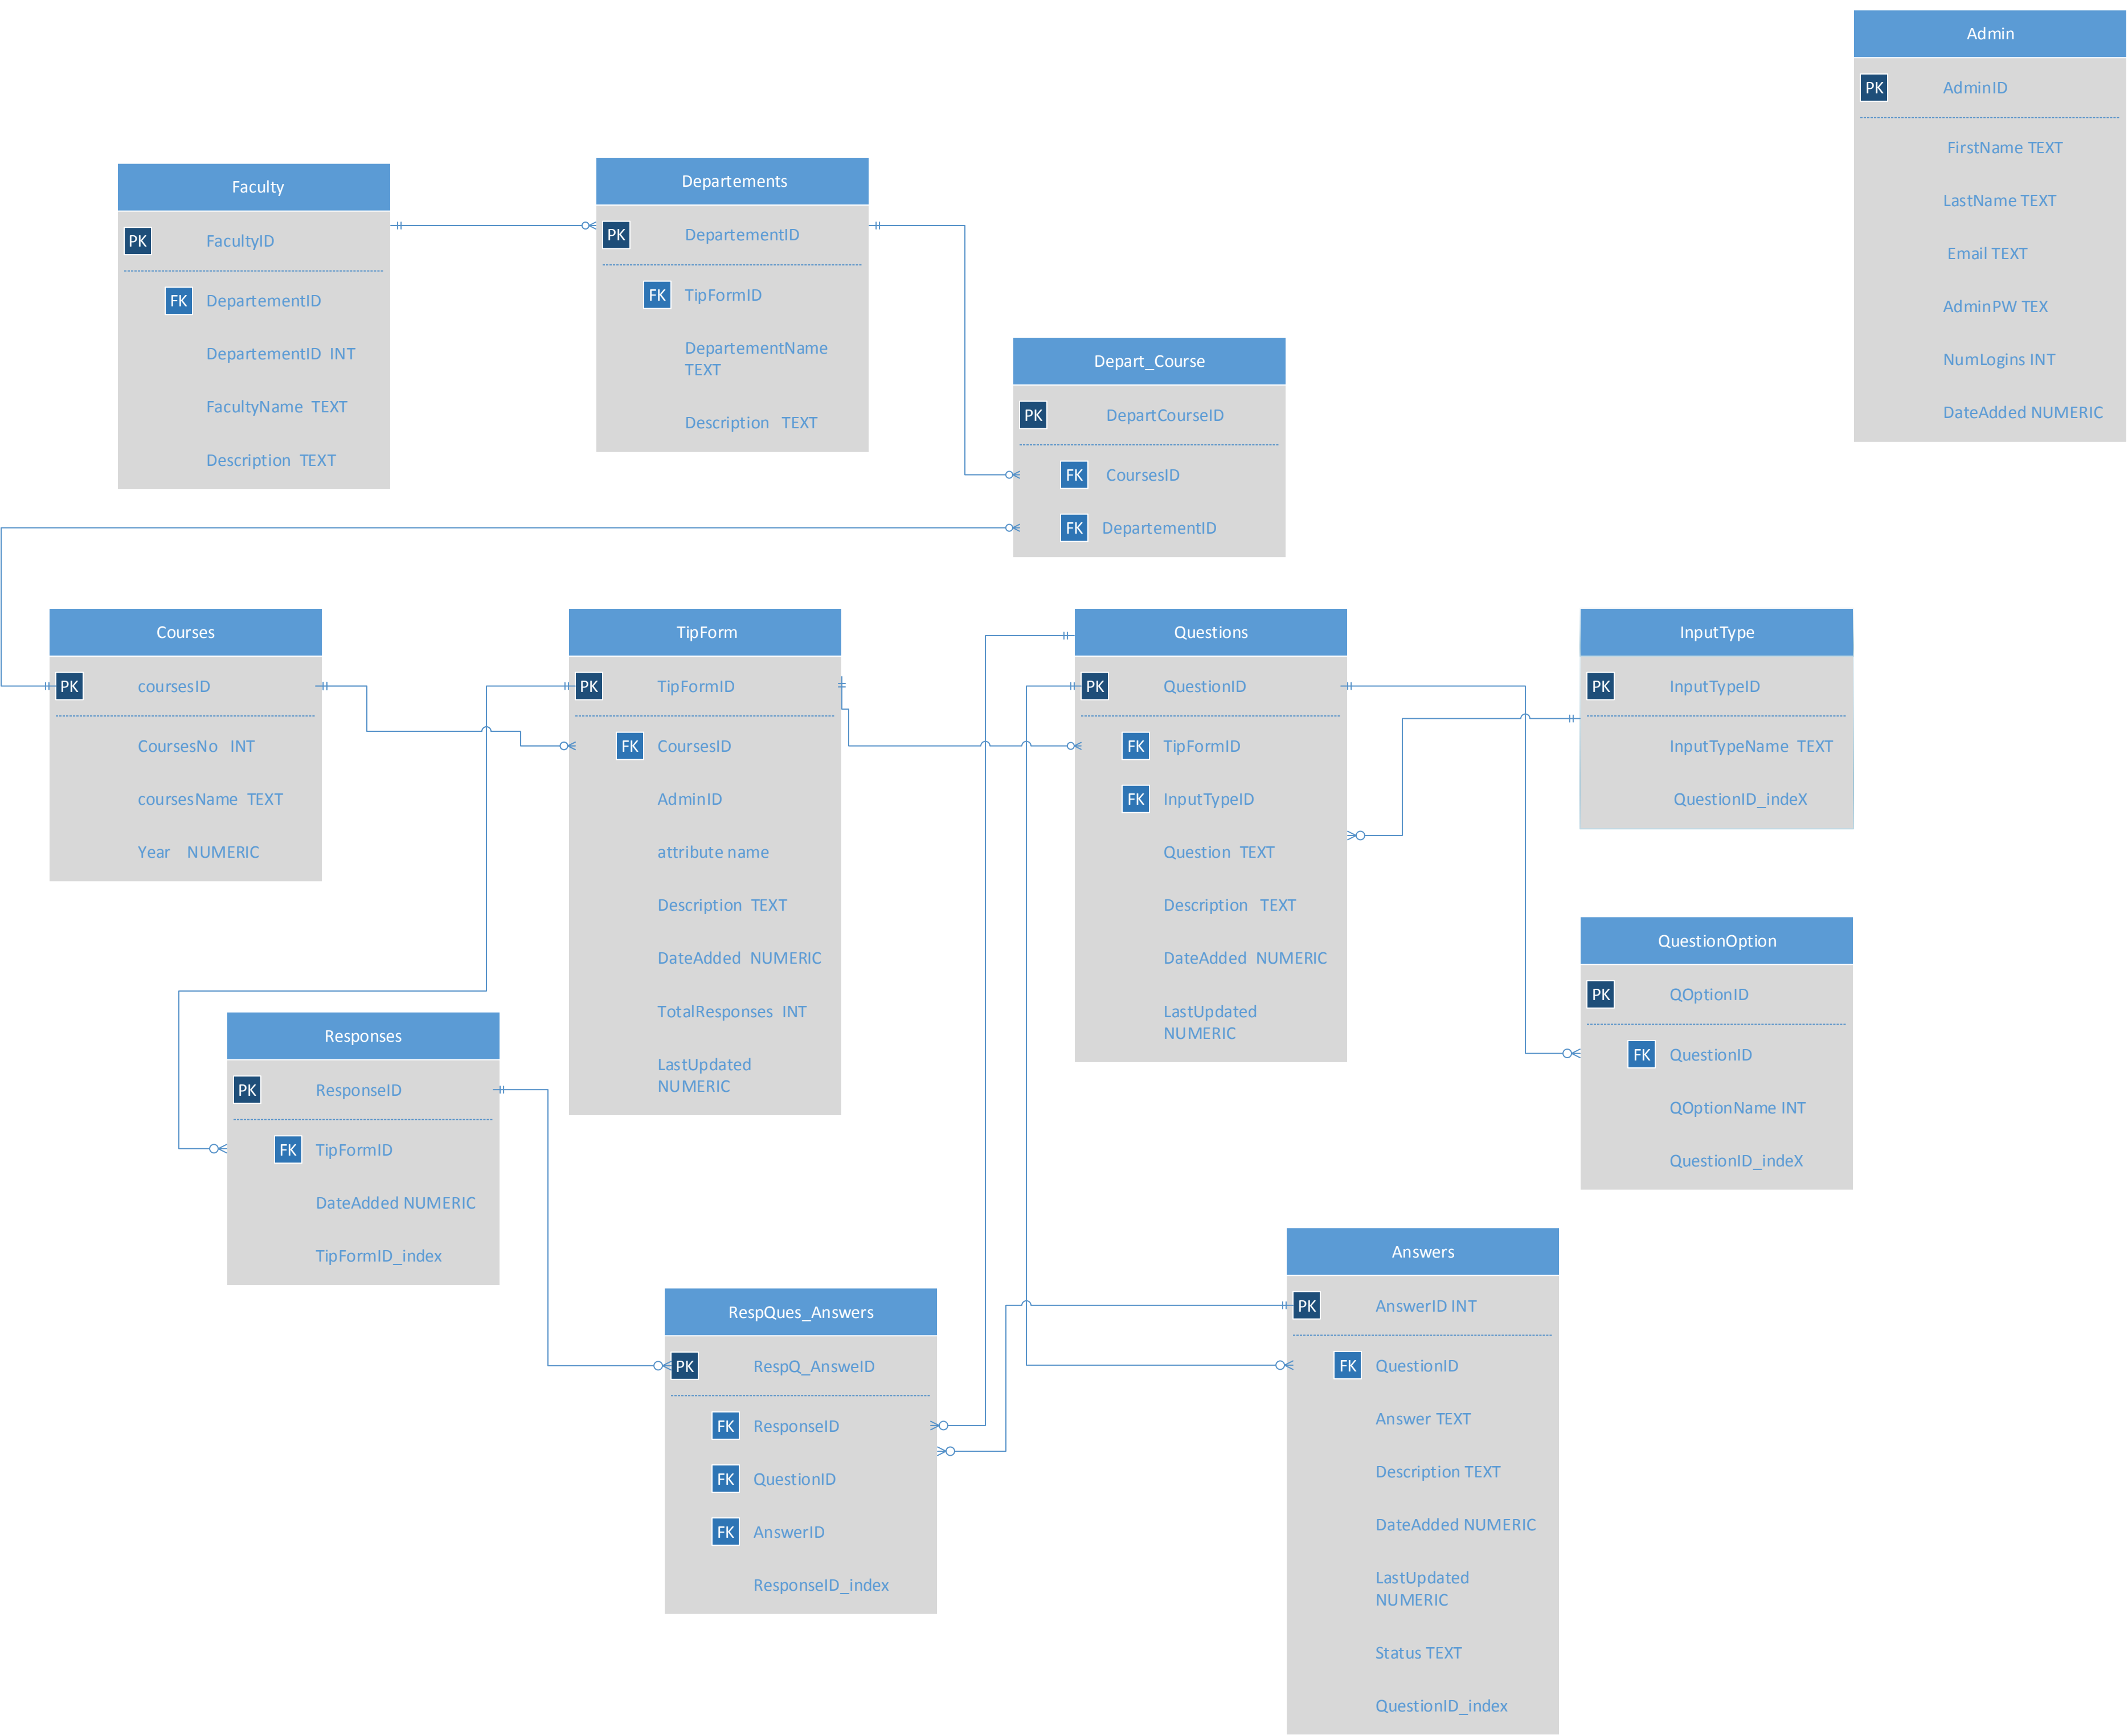 Admin
PK AdminID
FirstName TEXT
LastName TEXT
Email TEXT
AdminPW TEX
NumLogins INT
DateAdded NUMERIC
Faculty
PK FacultyID
FK DepartementID
DepartementID INT
FacultyName TEXT
Description TEXT
Departements
PK DepartementID
FK TipFormID
DepartementName
TEXT
Description TEXT
Depart_Course
PK DepartCourseID
FK CoursesID
FK DepartementID
Courses
PK coursesID
CoursesNo INT
coursesName TEXT
Year NUMERIC
TipForm
PK TipFormID
FK CoursesID
AdminID
attribute name
Description TEXT
DateAdded NUMERIC
TotalResponses INT
LastUpdated
NUMERIC
Questions
PK QuestionID
FK TipFormID
FK InputTypeID
Question TEXT
Description TEXT
DateAdded NUMERIC
LastUpdated
NUMERIC
InputType
PK InputTypeID
InputTypeName TEXT
QuestionID_indeX
QuestionOption
PK QOptionID
FK QuestionID
QOptionName INT
QuestionID_indeX
Responses
PK ResponseID
FK TipFormID
DateAdded NUMERIC
TipFormID_index
RespQues_Answers
PK RespQ_AnsweID
FK ResponseID
FK QuestionID
FK AnswerID
ResponseID_index
Answers
PK AnswerID INT
FK QuestionID
Answer TEXT
Description TEXT
DateAdded NUMERIC
LastUpdated
NUMERIC
Status TEXT
QuestionID_index